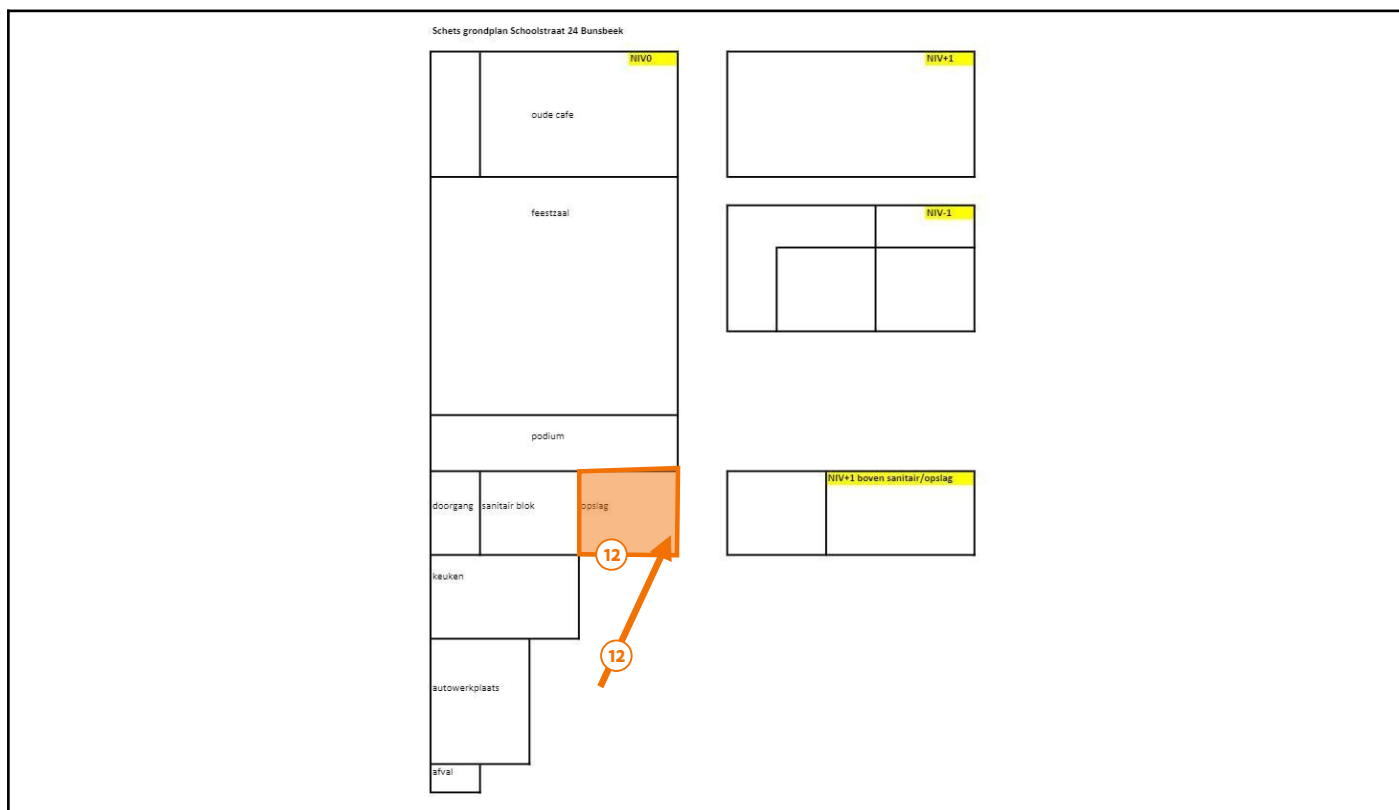 Schets grondplan Schoolstraat 24 Bunsbeek
NIV0
NIV+1
oude cafe
feestzaal
NIV-1
podium
NIV+1 boven sanitair/opslag
doorgang
sanitair blok
opslag
12
keuken
12
autowerkplaats
afval